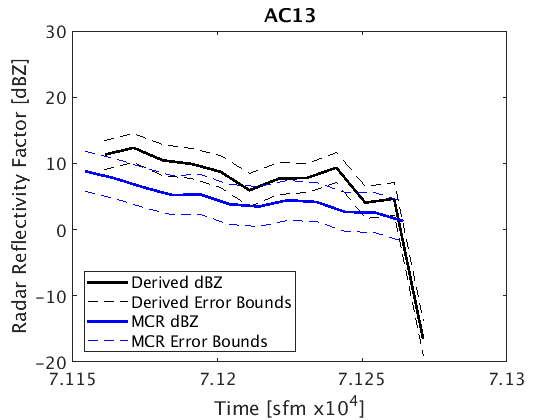 AC13
Radar Reflectivity Factor [dBZ]
30
20
10
0
-10
-20
Derived dBZ
Derived Error Bounds
MCR dBZ
MCR Error Bounds
7.115
7.12
7.125
7.13
Time [sfm x10⁴]